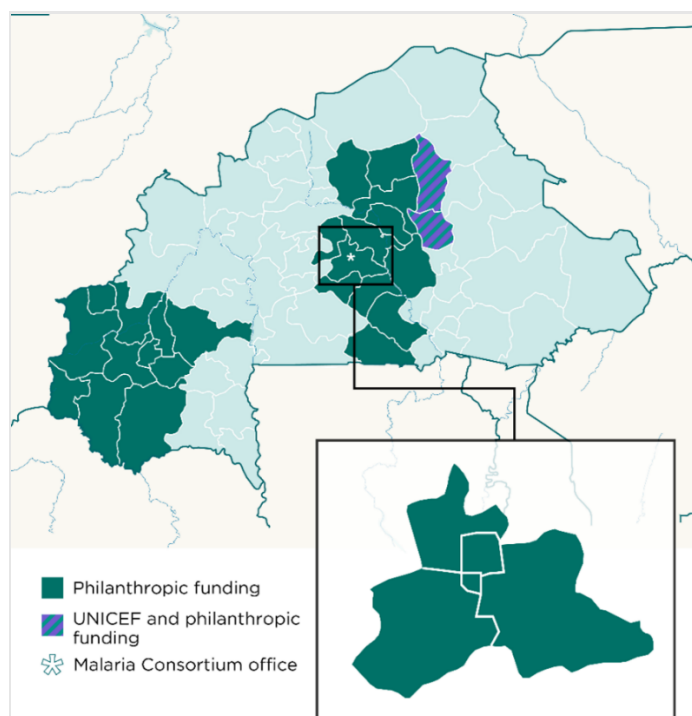 Philanthropic funding
UNICEF and philanthropic
funding
Malaria Consortium office